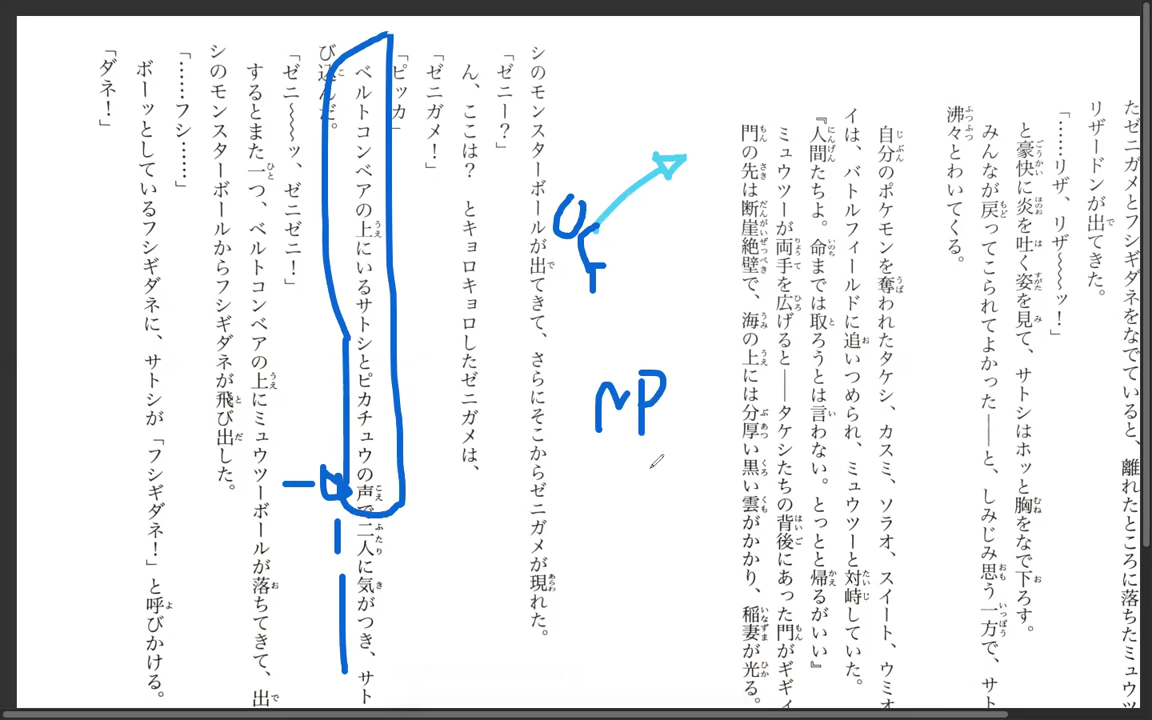 たゼニガメとフシギダネをなでていると、離れたところに落ちたミュウツ
リザードンが出てきた。
「……リザ、リザ～～～ッ！」
と豪快に炎を吐く姿を見て、サトシはホッと胸をなで下ろす。
みんなが戻ってこられてよかった――と、しみじみ思う一方で、サト
沸々とわいてくる。
自分のポケモンを奪われたタケシ、カスミ、ソラオ、スイート、ウミオ
イは、バトルフィールドに追いつめられ、ミュウツーと対峙していた。
『人間たちよ。命までは取ろうとは言わない。とっとと帰るがいい』
ミュウツーが両手を広げると――タケシたちの背後にあった門がギギィ
門の先は断崖絶壁で、海の上には分厚い黒い雲がかかり、稲妻が光る。
シのモンスターボールが出てきて、さらにそこからゼニガメが現れた。
「ゼニー？」
ん、ここは？　とキョロキョロしたゼニガメは、
「ゼニガメ！」
「ピッカ」
ベルトコンベアの上にいるサトシとピカチュウの声で二人に気がつき、サト
び込んだ。
「ゼニ～～～ッ、ゼニゼニ！」
するとまた一つ、ベルトコンベアの上にミュウツーボールが落ちてきて、出
シのモンスターボールからフシギダネが飛び出した。
「……フシ……」
ボーッとしているフシギダネに、サトシが「フシギダネ！」と呼びかける。
「ダネ！」
NP